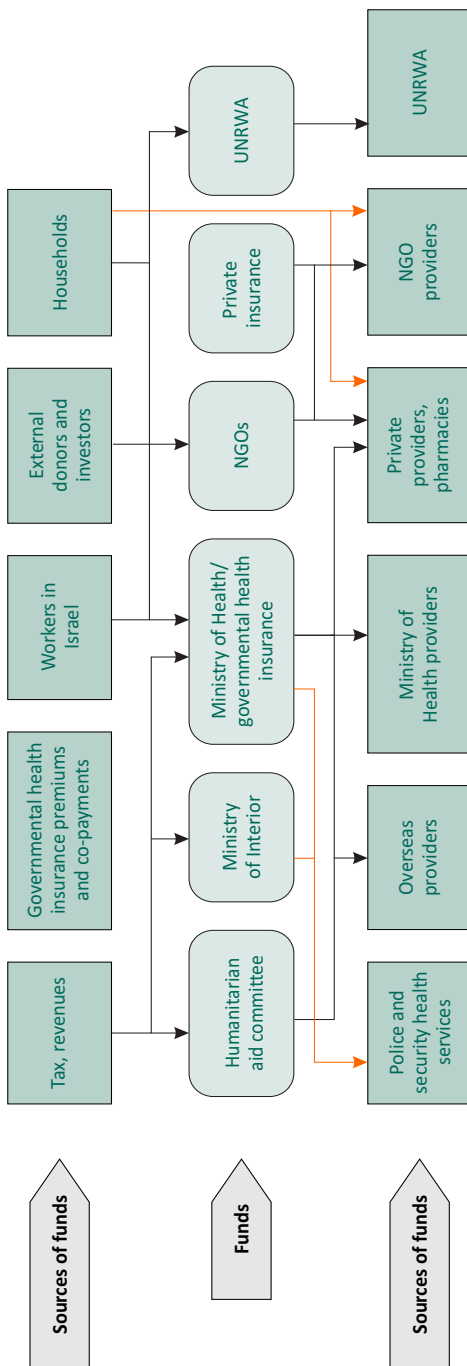 Sources of funds
Tax, revenues
Governmental health
insurance premiums
and co-payments
Workers in
Israel
External
donors and
investors
Households
Funds
Humanitarian
aid committee
Ministry
of Interior
Ministry of Health/
governmental health
insurance
NGOs
Private
insurance
UNRWA
Sources of funds
Police and
security health
services
Overseas
providers
Ministry of
Health providers
Private
providers,
pharmacies
NGO
providers
UNRWA